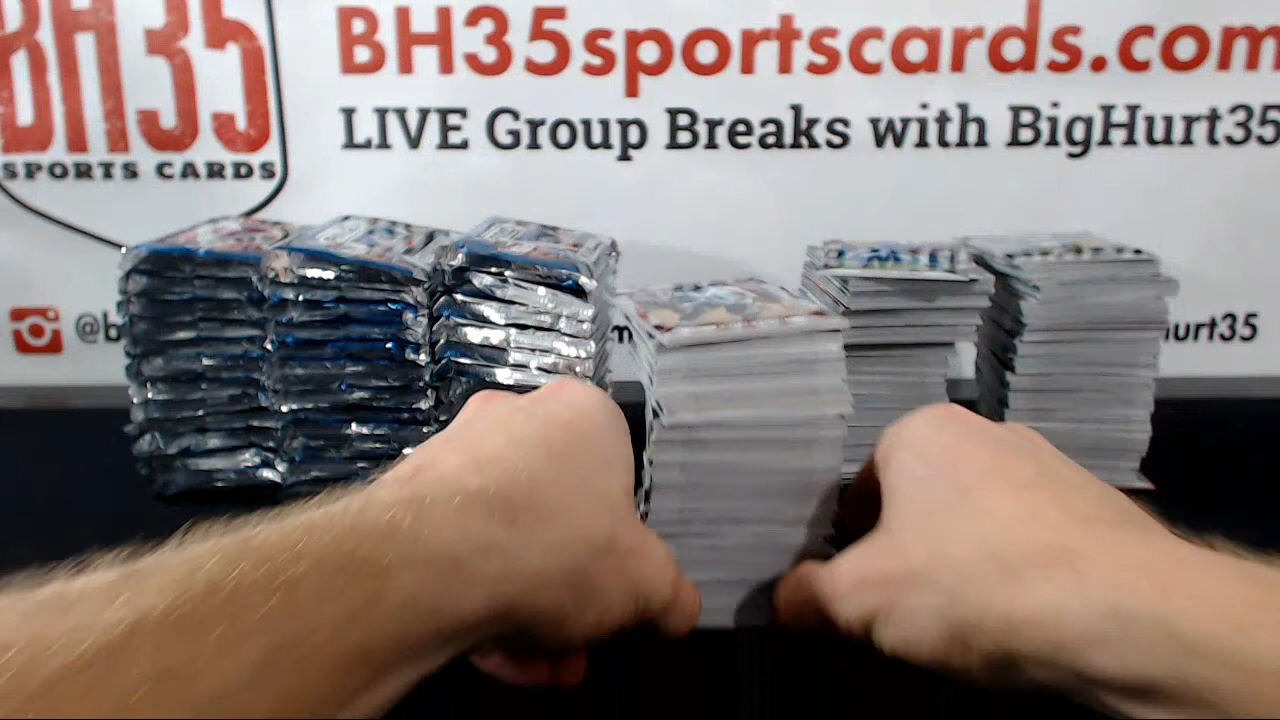 BH35
SPORTS CARDS
BH35sportscards.com
LIVE Group Breaks with BigHurt35
@b
m
urt35